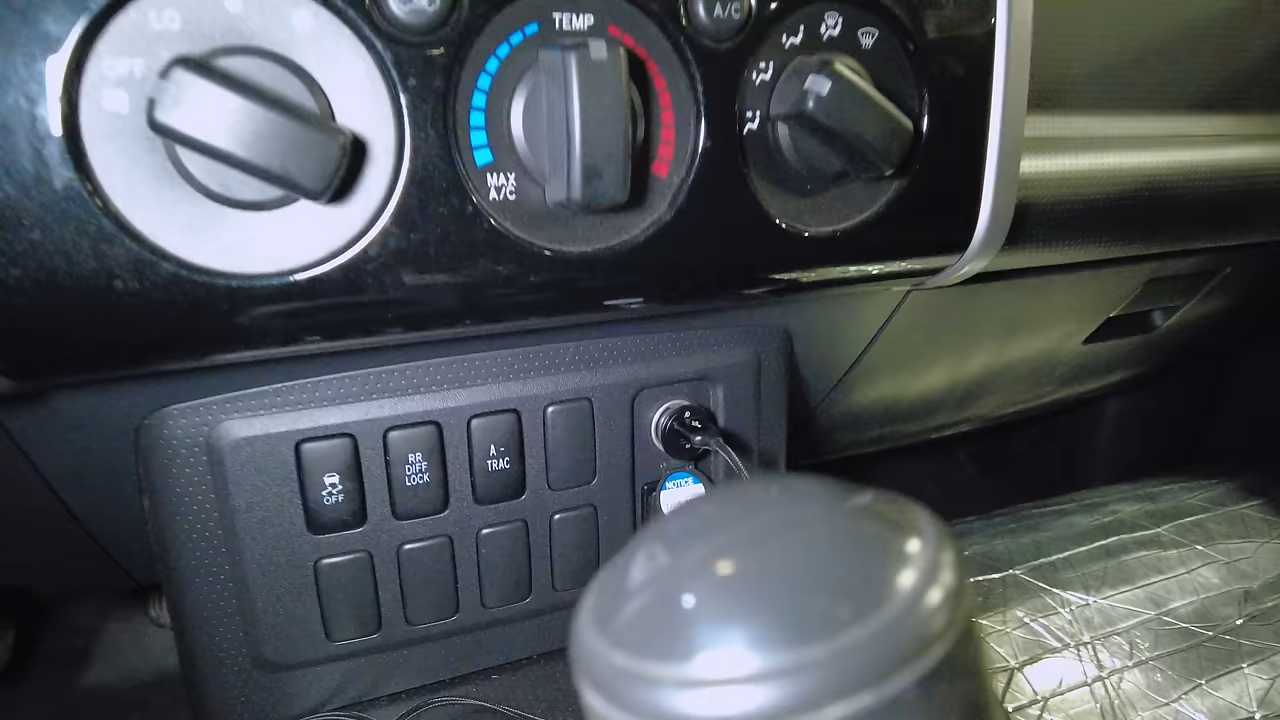 LO
OFF
TEMP
MAX
A/C
A/C
OFF
RR
DIFF
LOCK
A -
TRAC
NOTICE